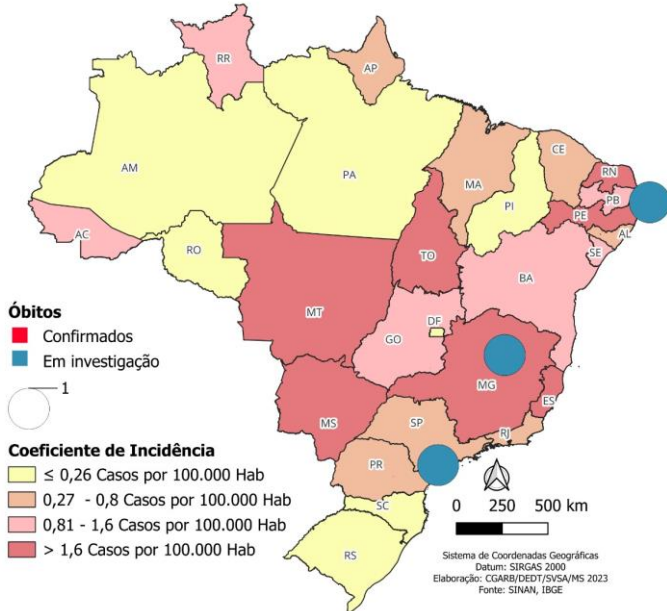 RR
AP
AM
PA
MA
CE
RN
PB
PI
PE
AL
SE
AC
RO
TO
BA
MT
DF
GO
MG
ES
MS
SP
RJ
PR
SC
RS
Óbitos
Confirmados
Em investigação
1
Coeficiente de Incidência
≤ 0,26 Casos por 100.000 Hab
0,27 - 0,8 Casos por 100.000 Hab
0,81 - 1,6 Casos por 100.000 Hab
> 1,6 Casos por 100.000 Hab
0 250 500 km
Sistema de Coordenadas Geográficas
Datum: SIRGAS 2000
Elaboração: CGARB/DEDT/SVSA/MS 2023
Fonte: SINAN, IBGE